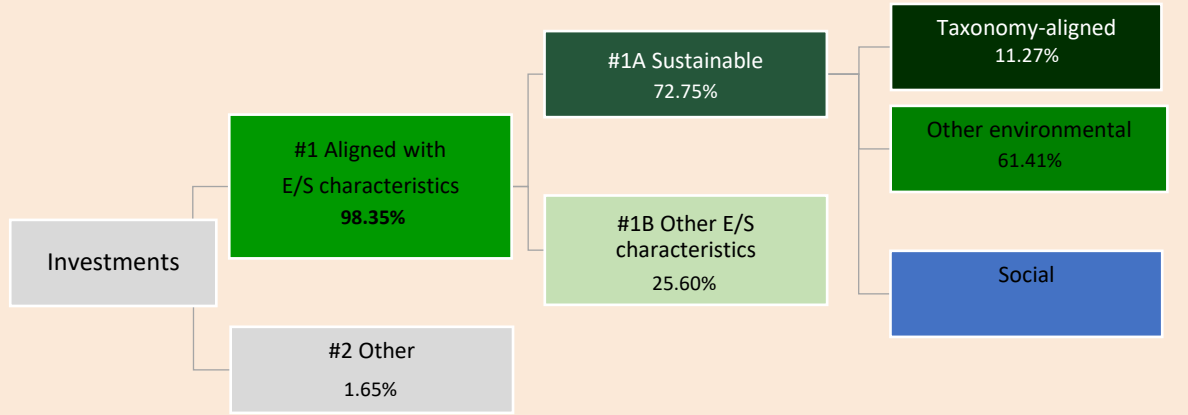 Investments
#1 Aligned with
E/S characteristics
98.35%
#2 Other
1.65%
#1A Sustainable
72.75%
#1B Other E/S
characteristics
25.60%
Taxonomy-aligned
11.27%
Other environmental
61.41%
Social